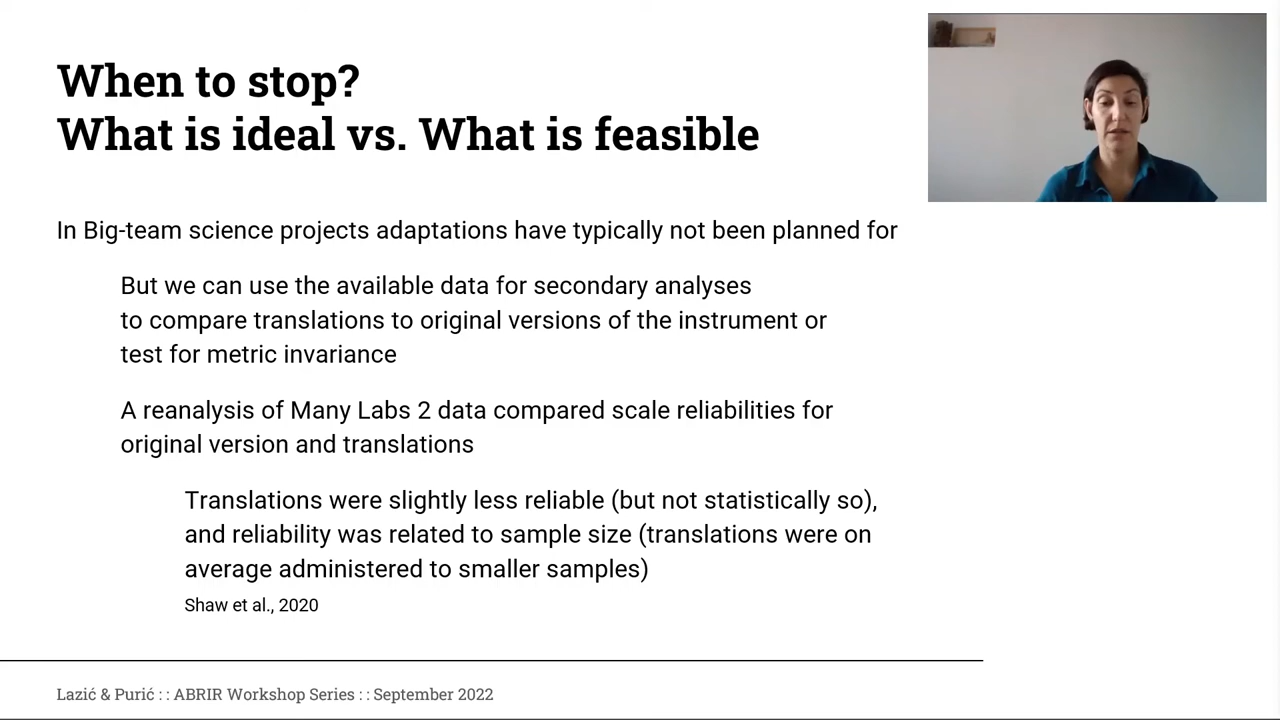 When to stop?
What is ideal vs. What is feasible
In Big-team science projects adaptations have typically not been planned for
But we can use the available data for secondary analyses
to compare translations to original versions of the instrument or
test for metric invariance
A reanalysis of Many Labs 2 data compared scale reliabilities for
original version and translations
Translations were slightly less reliable (but not statistically so),
and reliability was related to sample size (translations were on
average administered to smaller samples)
Shaw et al., 2020
Lazić & Purić : : ABRIR Workshop Series : : September 2022